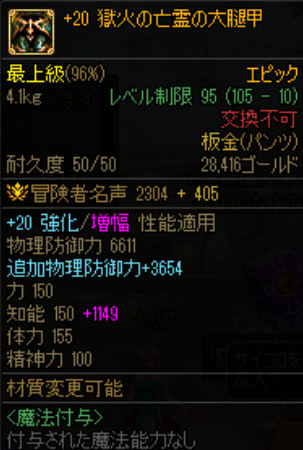 +20 獄火の亡霊の大腿甲
最上級(96%) エピック
4.1kg レベル制限 95 (105 - 10)
交換不可
板金(パンツ)
耐久度 50/50 28,416ゴールド
冒険者名声 2304 + 405
+20 強化/増幅 性能適用
物理防御力 6611
追加物理防御力+3654
力 150
知能 150 +1149
体力 155
精神力 100
材質変更可能
<魔法付与>
付与された魔法能力なし